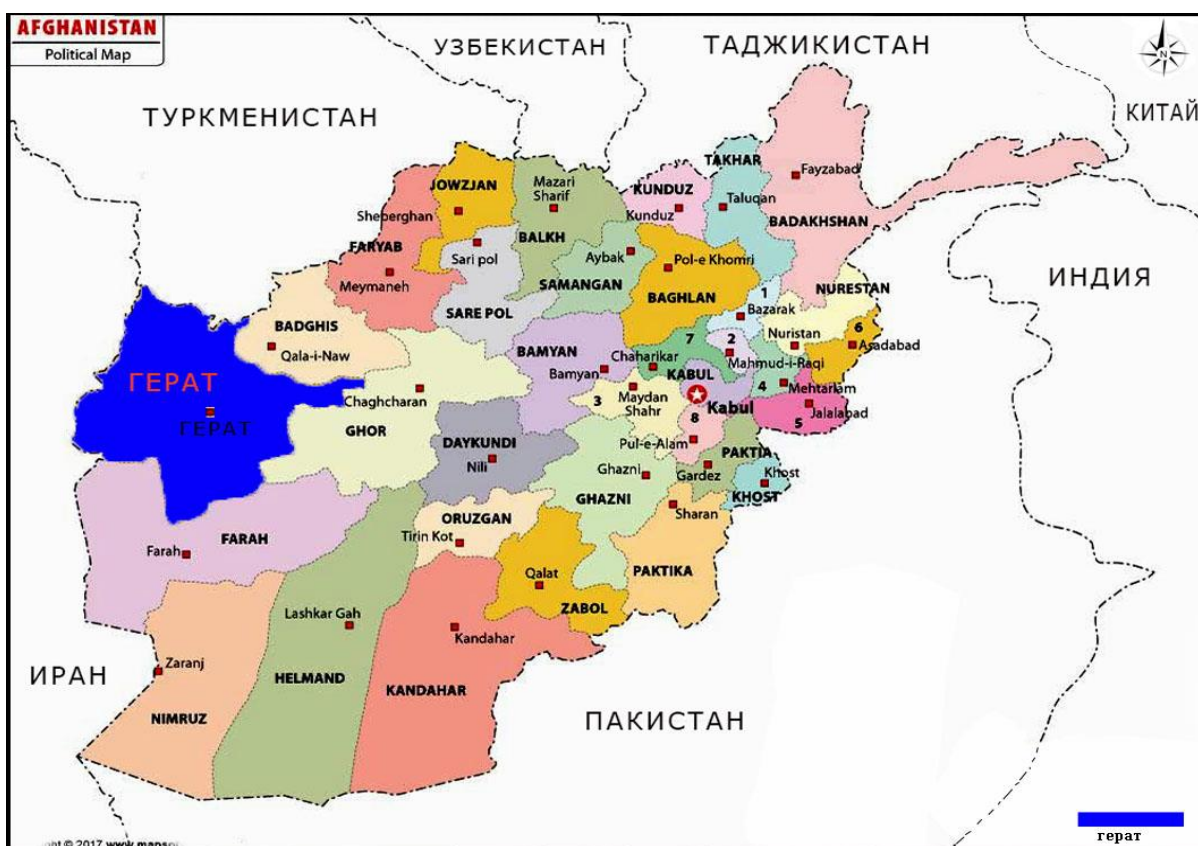 AFGHANISTAN
Political Map
УЗБЕКИСТАН
ТАДЖИКИСТАН
N
ТУРКМЕНИСТАН
КИТАЙ
TAKHAR
JOWZJAN
Mazari
Sharif
KUNDUZ
Fayzabad
Sheberghan
Kunduz
Taluqan
BADAKHSHAN
BALKH
FARYAB
Sari pol
Aybak
Pol-e Khomri
ИНДИЯ
Meymaneh
SAMANGAN
BAGHLAN
1
NURESTAN
SARE POL
Bazarak
BADGHIS
6
Qala-i-Naw
BAMYAN
7
2
Nuristan
Asadabad
Chaharikar
Mahmud-i-Raqi
ГЕРАТ
Bamyan
KABUL
4
Mehtarlam
Chaghcharan
3
Maydan
Shahr
Kabul
Jalalabad
ГЕРАТ
GHOR
8
5
DAYKUNDI
Pul-e-Alam
PAKTIA
Nili
Ghazni
Gardez
Khost
GHAZNI
KHOST
ORUZGAN
Sharan
FARAH
Tirin Kot
Farah
Qalat
PAKTIKA
ZABOL
Lashkar Gah
Kandahar
ИРАН
Zaranj
HELMAND
KANDAHAR
NIMRUZ
ПАКИСТАН
герат
© 2017 www.maps